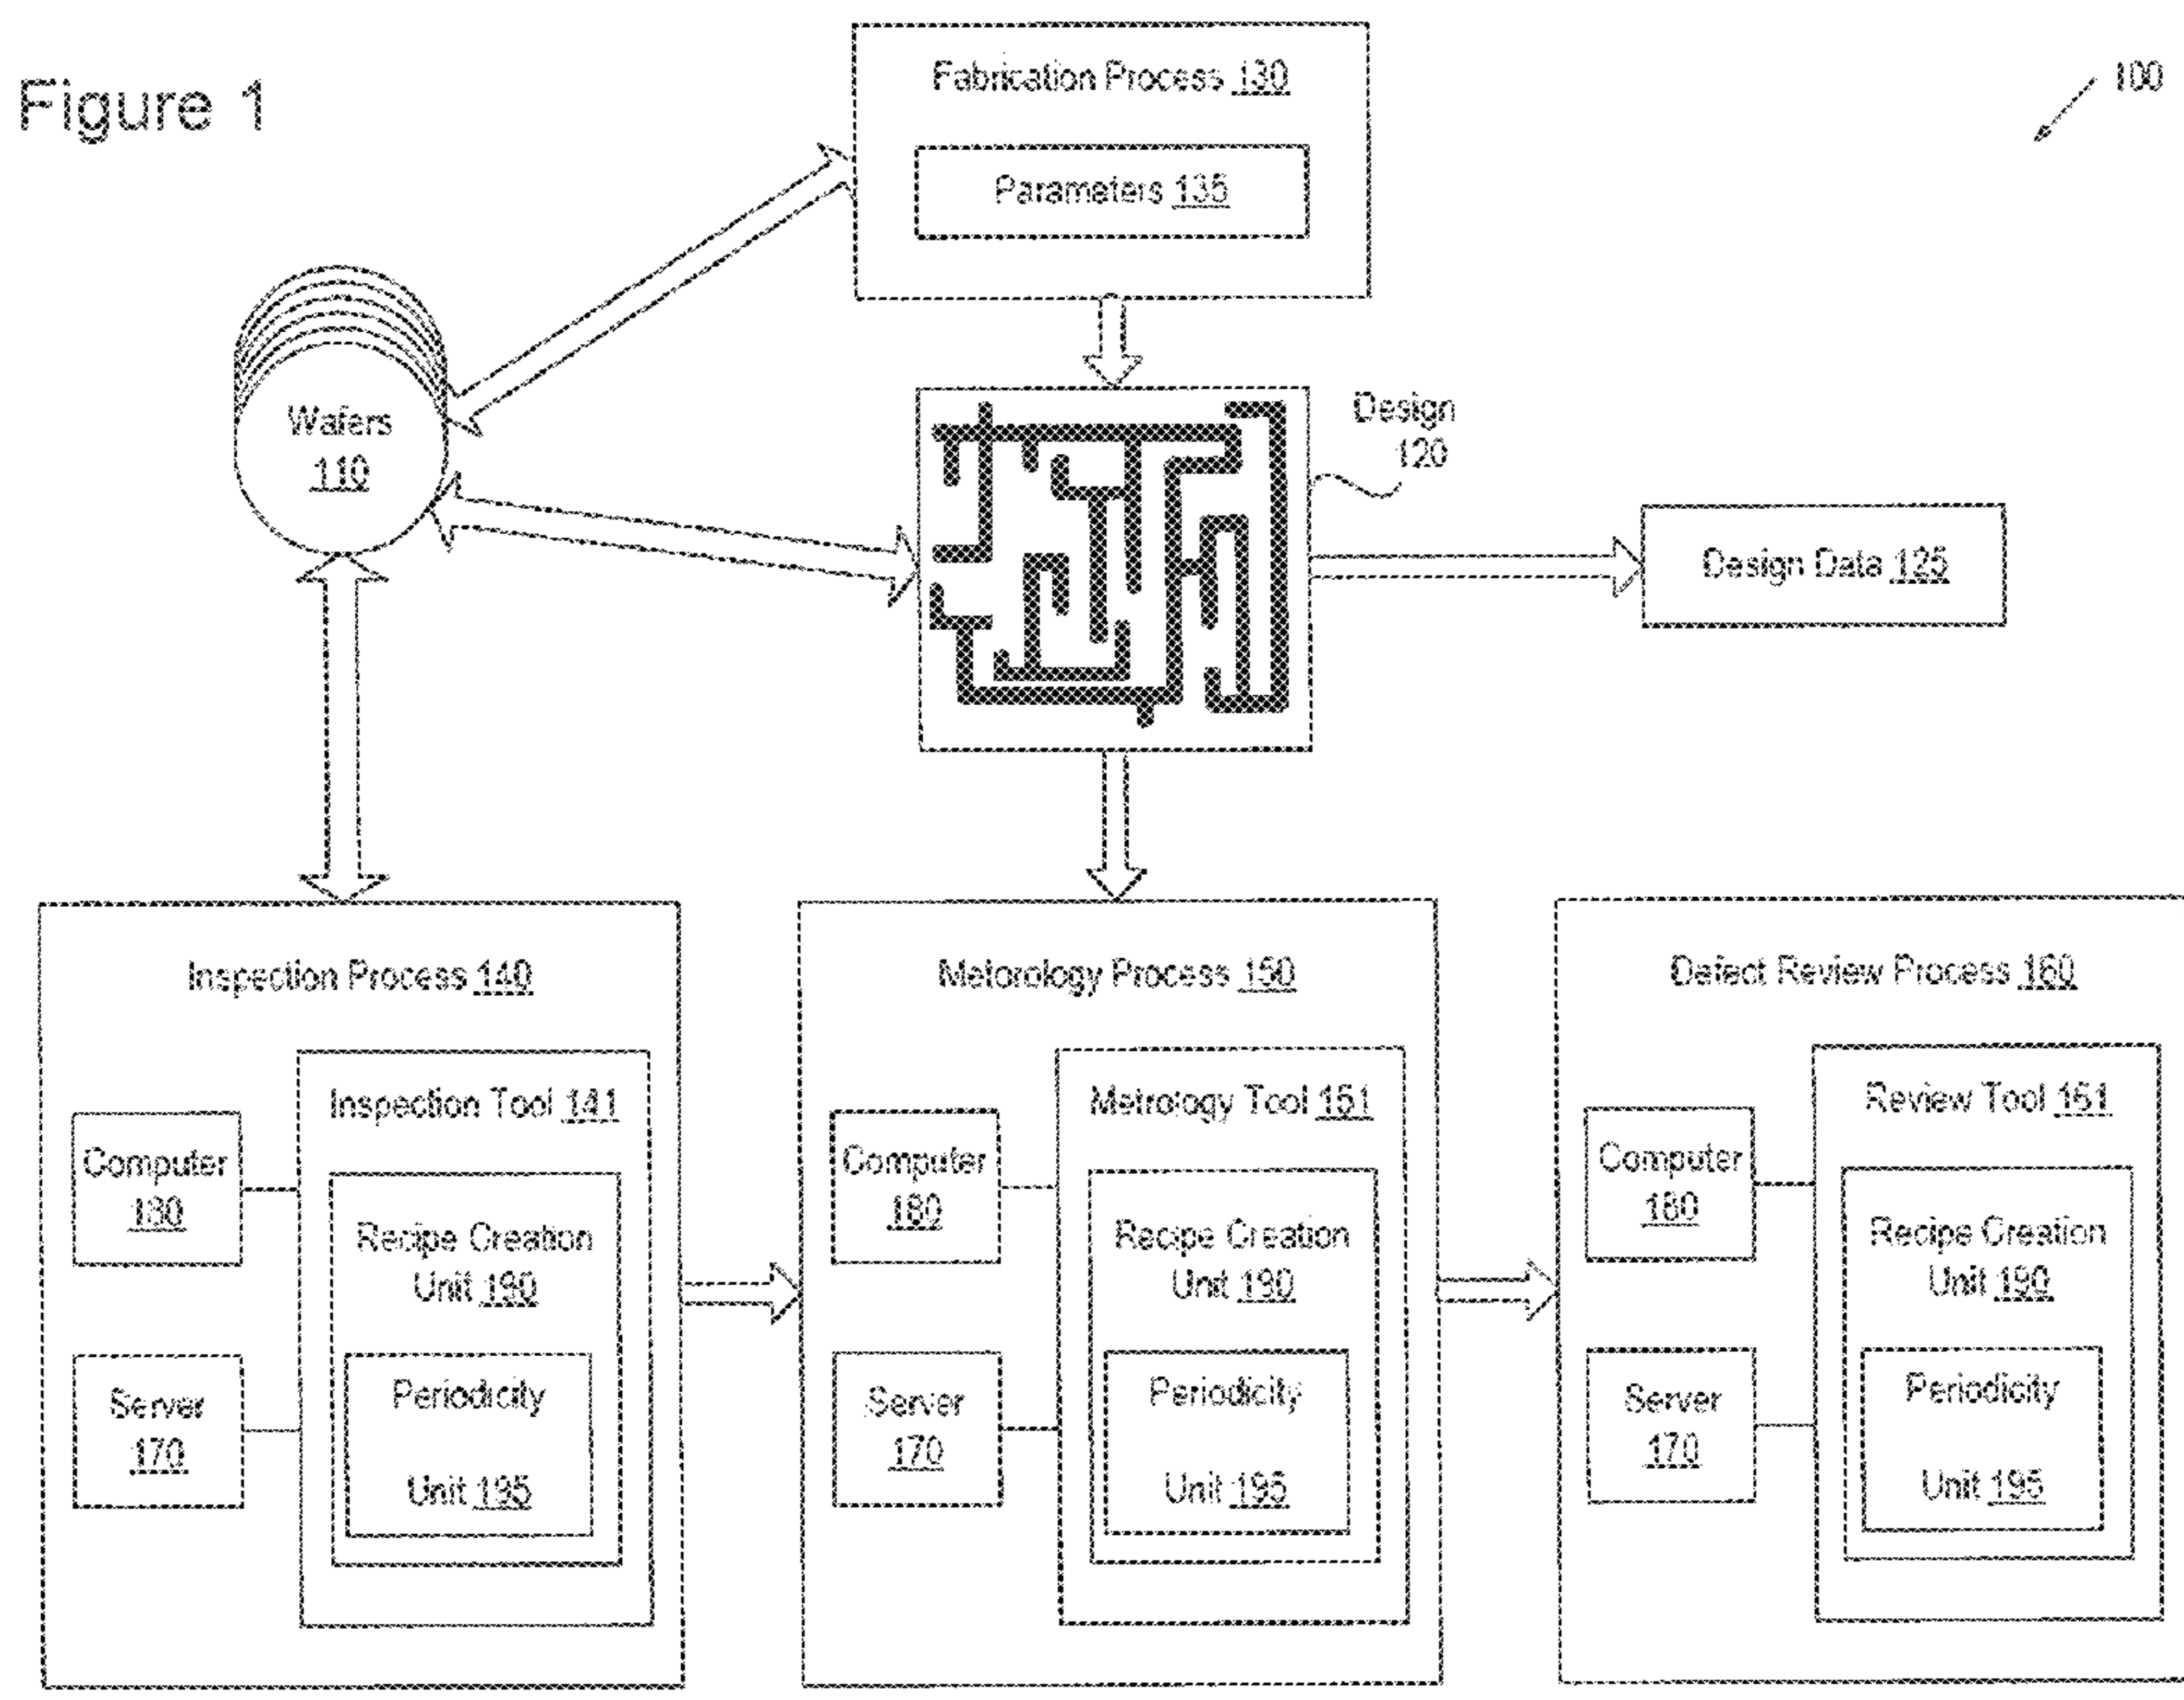 Figure 1
100
Fabrication Process 130
Parameters 135
Wafers
110
Design
120
Design Data 125
Inspection Process 140
Inspection Tool 141
Computer
180
Recipe Creation
Unit 190
Server
170
Periodicity
Unit 195
Metorology Process 150
Metrology Tool 151
Computer
180
Recipe Creation
Unit 190
Server
170
Periodicity
Unit 195
Defect Review Process 160
Review Tool 161
Computer
180
Recipe Creation
Unit 190
Server
170
Periodicity
Unit 195